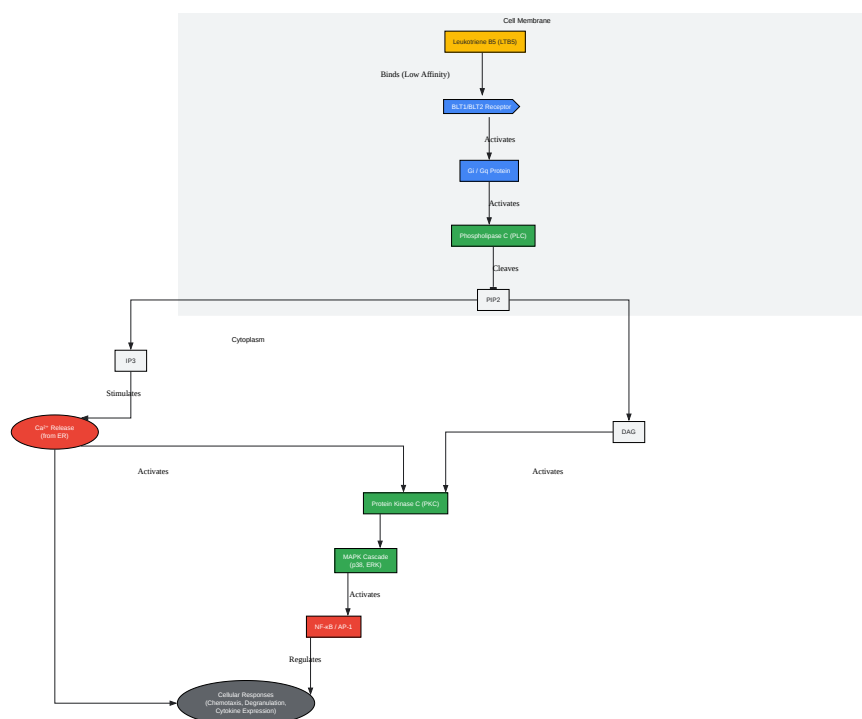 Cell Membrane
Leukotriene B5 (LTB5)
Binds (Low Affinity)
BLT1/BLT2 Receptor
Activates
Gi / Gq Protein
Activates
Phospholipase C (PLC)
Cleaves
PIP2
Cytoplasm
IP3
Stimulates
Ca²⁺ Release
(from ER)
DAG
Activates
Activates
Protein Kinase C (PKC)
MAPK Cascade
(p38, ERK)
Activates
NF-κB / AP-1
Regulates
Cellular Responses
(Chemotaxis, Degranulation,
Cytokine Expression)